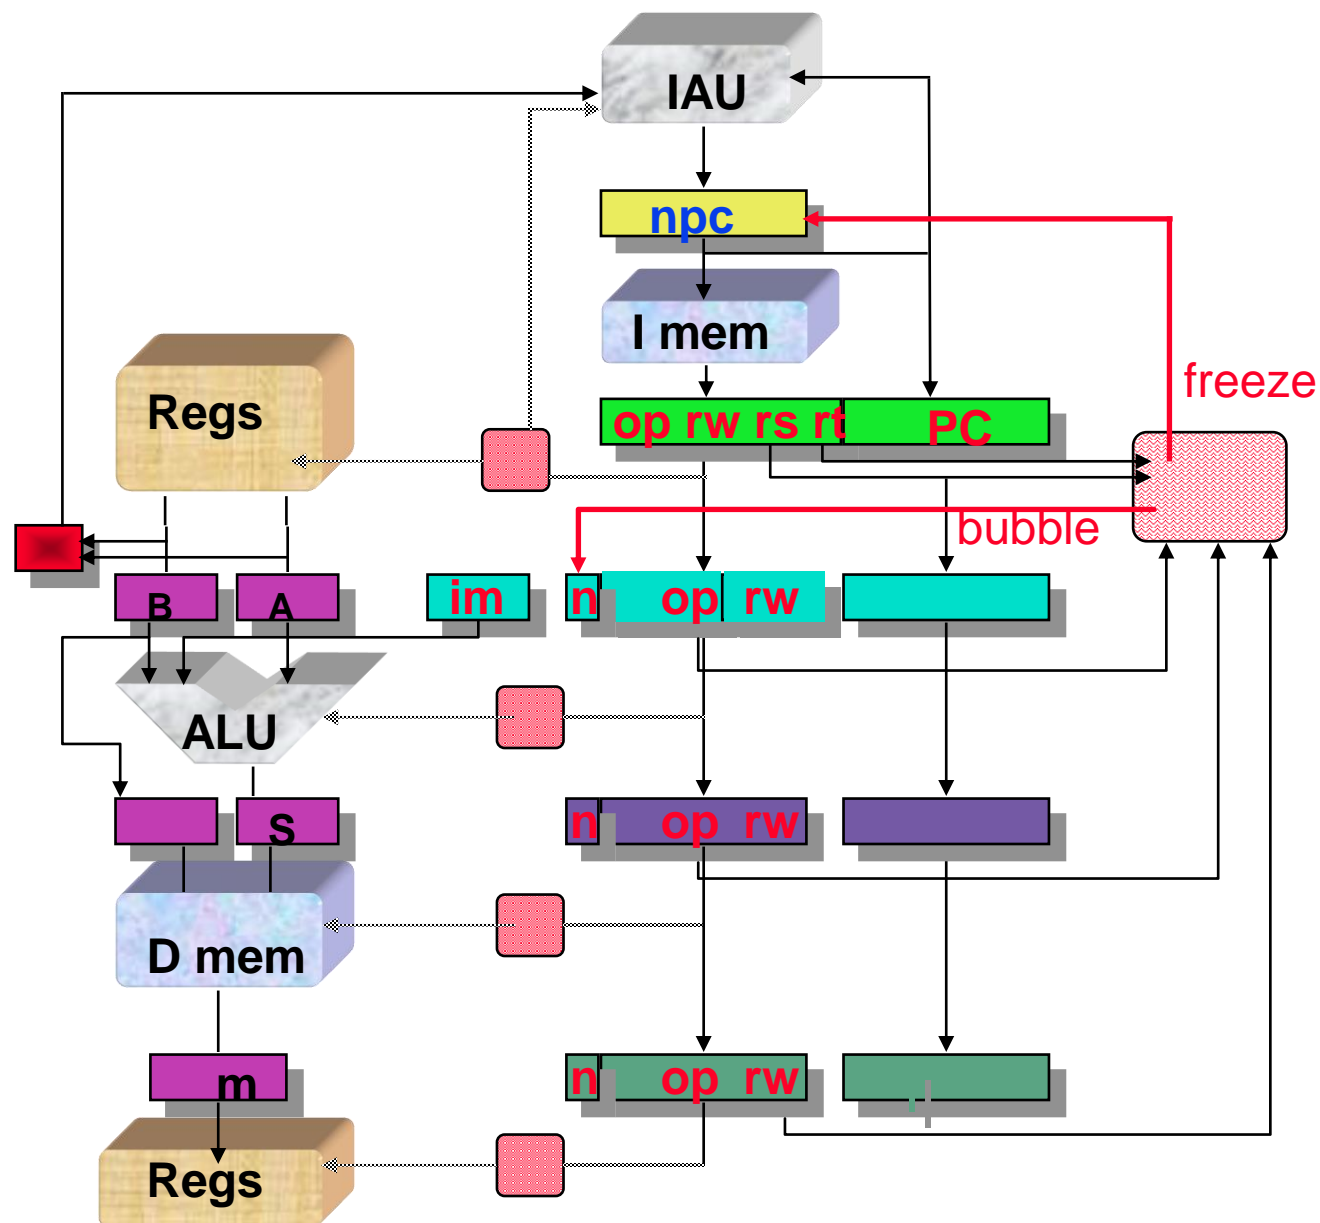 IAU
npc
I mem
freeze
Regs
op rw rs rt
PC
bubble
B
A
im
n
op
rw
ALU
S
n
op
rw
D mem
m
n
op
rw
Regs